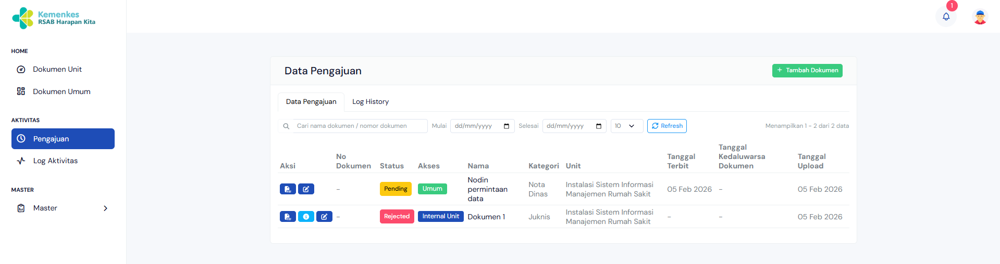 Kemenkes
RSAB Harapan Kita
1
HOME
Dokumen Unit
Dokumen Umum
AKTIVITAS
Pengajuan
Log Aktivitas
MASTER
Master
Data Pengajuan
+ Tambah Dokumen
Data Pengajuan
Log History
Cari nama dokumen / nomor dokumen
Mulai
dd/mm/yyyy
Selesai
dd/mm/yyyy
10
Refresh
Menampilkan 1 - 2 dari 2 data
Aksi
No
Dokumen
Status
Akses
Nama
Kategori
Unit
Tanggal
Terbit
Tanggal
Kedaluwarsa
Dokumen
Tanggal
Upload
-
Pending
Umum
Nodin
permintaan
data
Nota
Dinas
Instalasi Sistem Informasi
Manajemen Rumah Sakit
05 Feb 2026
-
05 Feb 2026
-
Rejected
Internal Unit
Dokumen 1
Juknis
Instalasi Sistem Informasi
Manajemen Rumah Sakit
-
-
05 Feb 2026